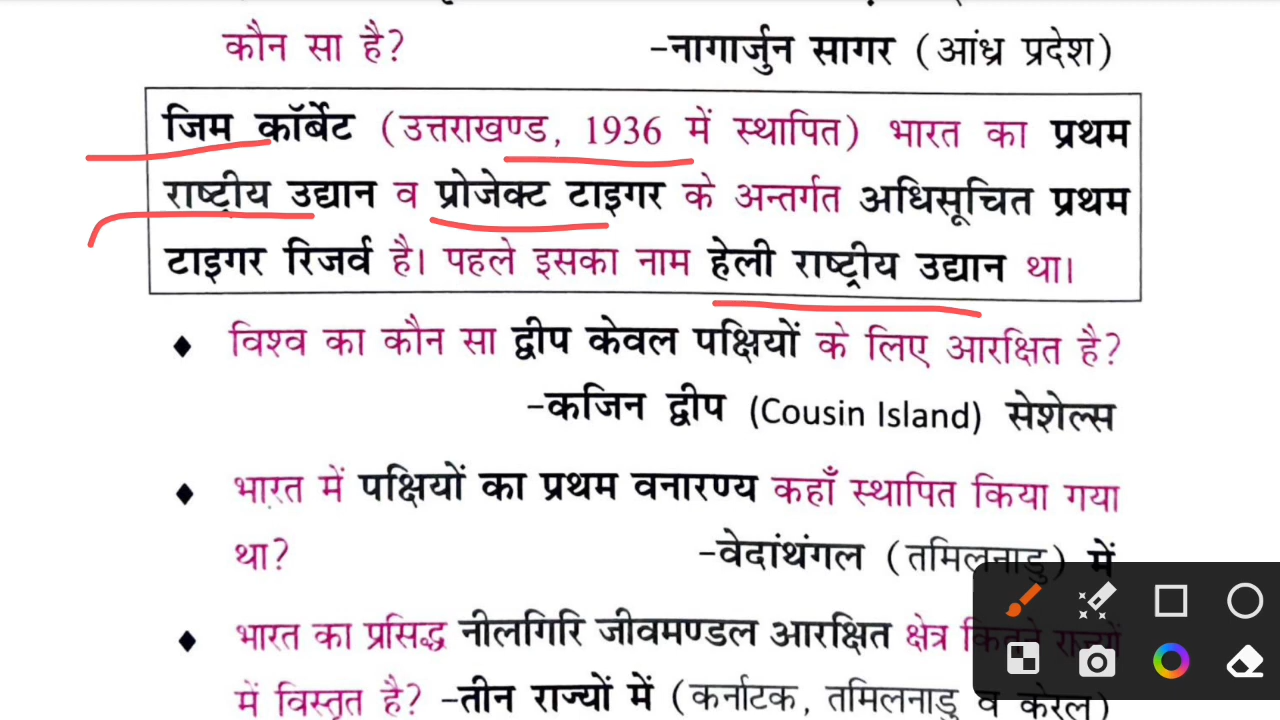 कौन सा है? –नागार्जुन सागर (आंध्र प्रदेश)
जिम कॉर्बेट (उत्तराखण्ड, 1936 में स्थापित) भारत का प्रथम
राष्ट्रीय उद्यान व प्रोजेक्ट टाइगर के अन्तर्गत अधिसूचित प्रथम
टाइगर रिजर्व है। पहले इसका नाम हेली राष्ट्रीय उद्यान था।
♦ विश्व का कौन सा द्वीप केवल पक्षियों के लिए आरक्षित है?
–कजिन द्वीप (Cousin Island) सेशेल्स
♦ भारत में पक्षियों का प्रथम वनारण्य कहाँ स्थापित किया गया
था? –वेदांथंगल (तमिलनाडु) में
♦ भारत का प्रसिद्ध नीलगिरि जीवमण्डल आरक्षित क्षेत्र कितने राज्यों
में विस्तृत है? –तीन राज्यों में (कर्नाटक, तमिलनाडु व केरल)